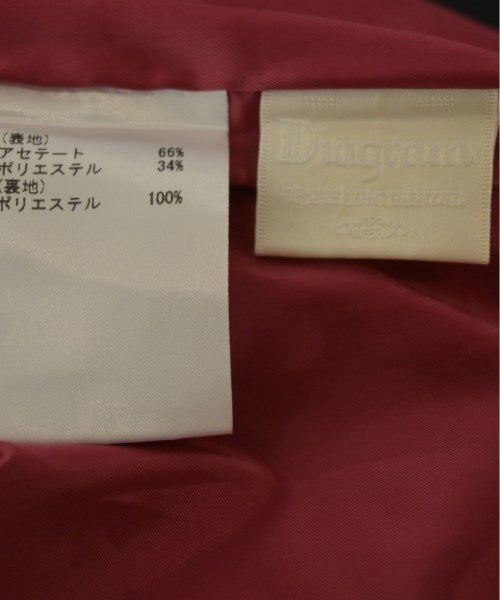 (表地)
アセテート 66%
ポリエステル 34%
(裏地)
ポリエステル 100%
Dingram